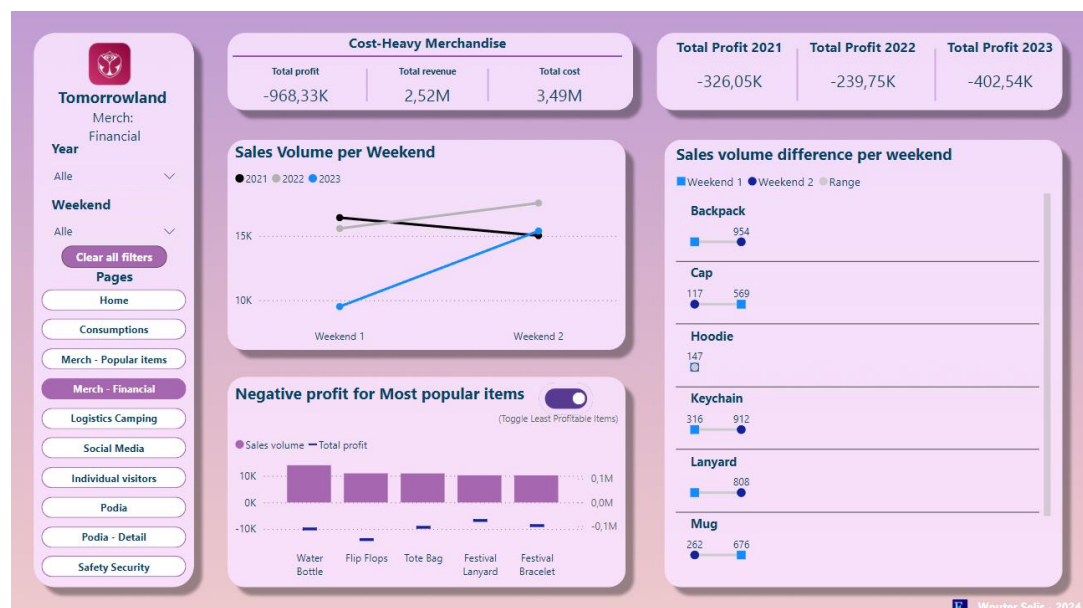 Tomorrowland
Merch:
Financial
Year
Alle
Weekend
Alle
Clear all filters
Pages
Home
Consumptions
Merch - Popular items
Merch - Financial
Logistics Camping
Social Media
Individual visitors
Podia
Podia - Detail
Safety Security
Cost-Heavy Merchandise
Total profit
-968,33K
Total revenue
2,52M
Total cost
3,49M
Total Profit 2021
-326,05K
Total Profit 2022
-239,75K
Total Profit 2023
-402,54K
Sales Volume per Weekend
2021 2022 2023
15K
10K
Weekend 1 Weekend 2
Negative profit for Most popular items
(Toggle Least Profitable Items)
Sales volume Total profit
10K 0,1M
0K 0,0M
-10K -0,1M
Water Bottle
Flip Flops
Tote Bag
Festival Lanyard
Festival Bracelet
Sales volume difference per weekend
Weekend 1 Weekend 2 Range
Backpack
954
Cap
117 569
Hoodie
147
Keychain
316 912
Lanyard
808
Mug
262 676
Wouter Selis - 2024